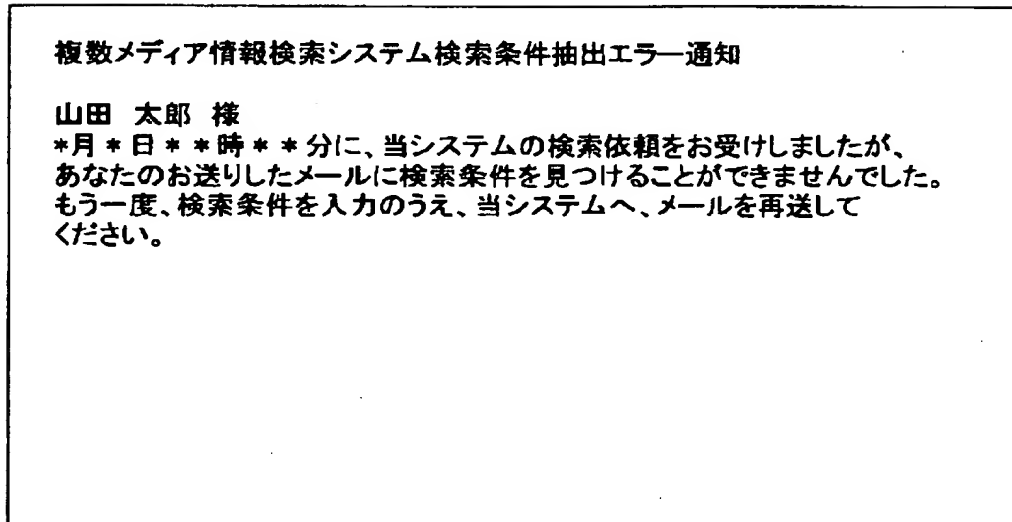 複数メディア情報検索システム検索条件抽出エラー通知
山田 太郎 様
*月*日**時**分に、当システムの検索依頼をお受けしましたが、
あなたのお送りしたメールに検索条件を見つけることができませんでした。
もう一度、検索条件を入力のうえ、当システムへ、メールを再送して
ください。